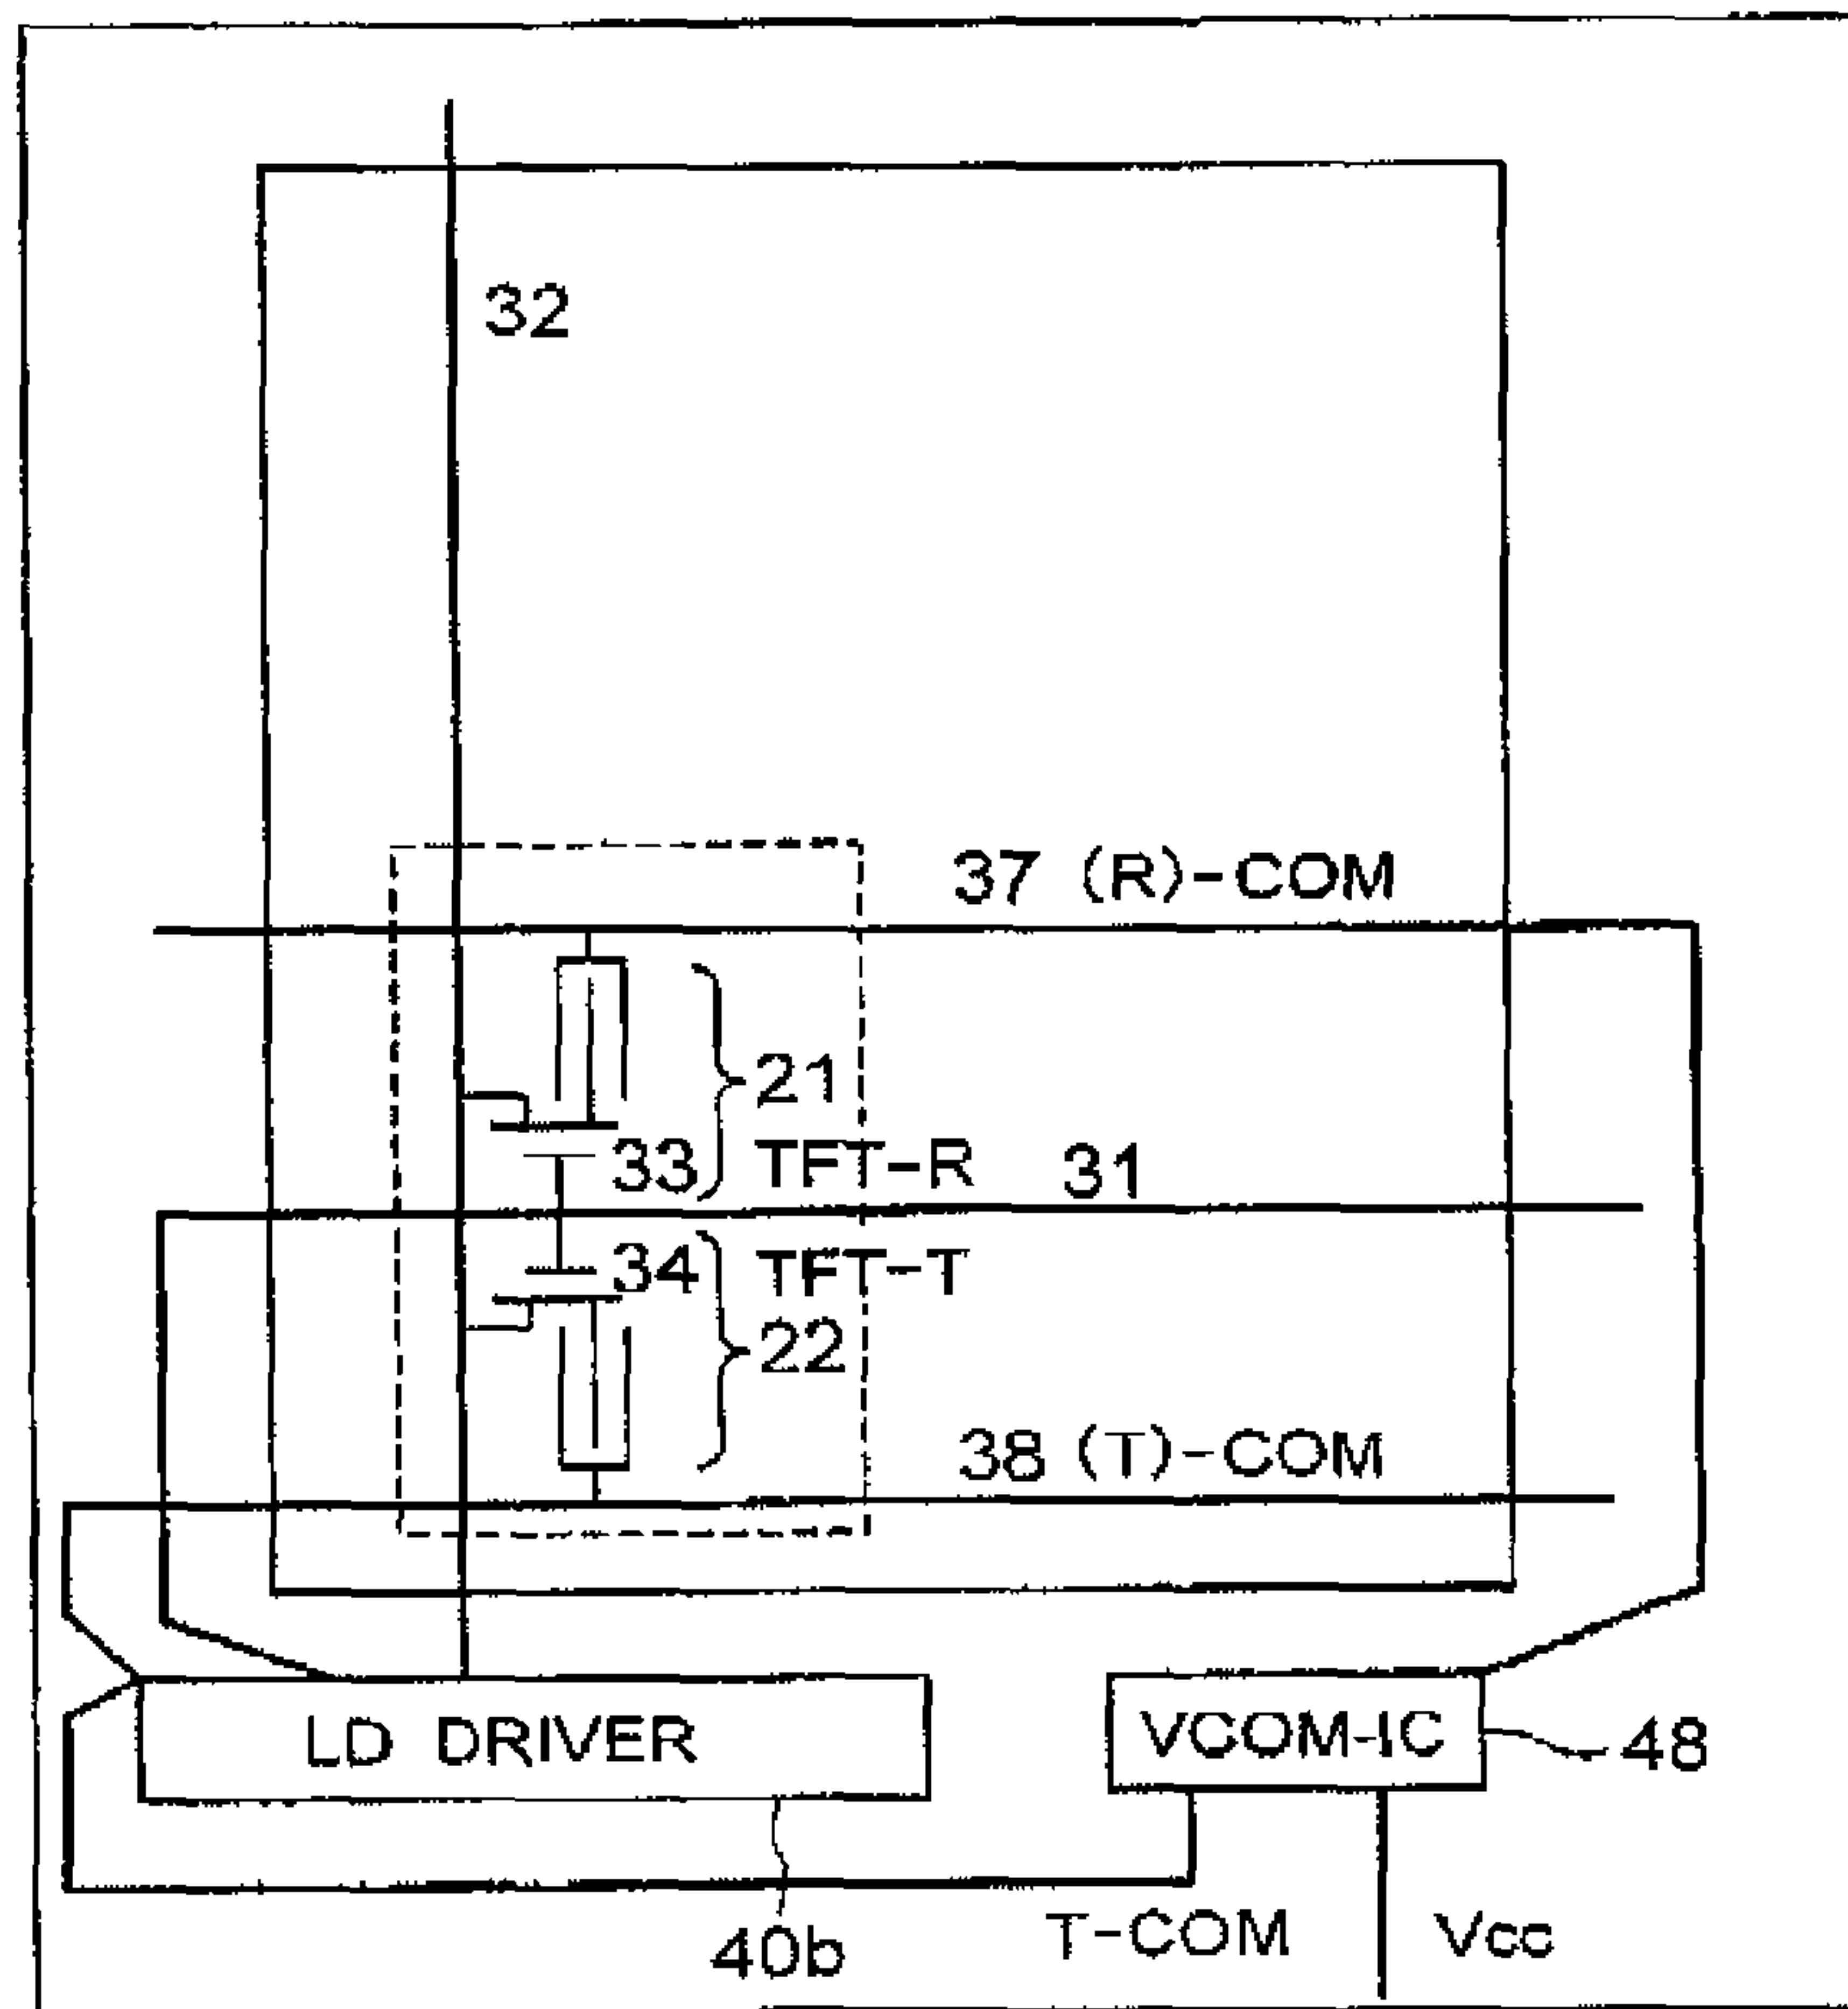 32
37 (R)-COM
21
33 TFT-R 31
34 TFT-T
22
38 (T)-COM
LD DRIVER
VCOM-IC
48
40b
T-COM
Vcc